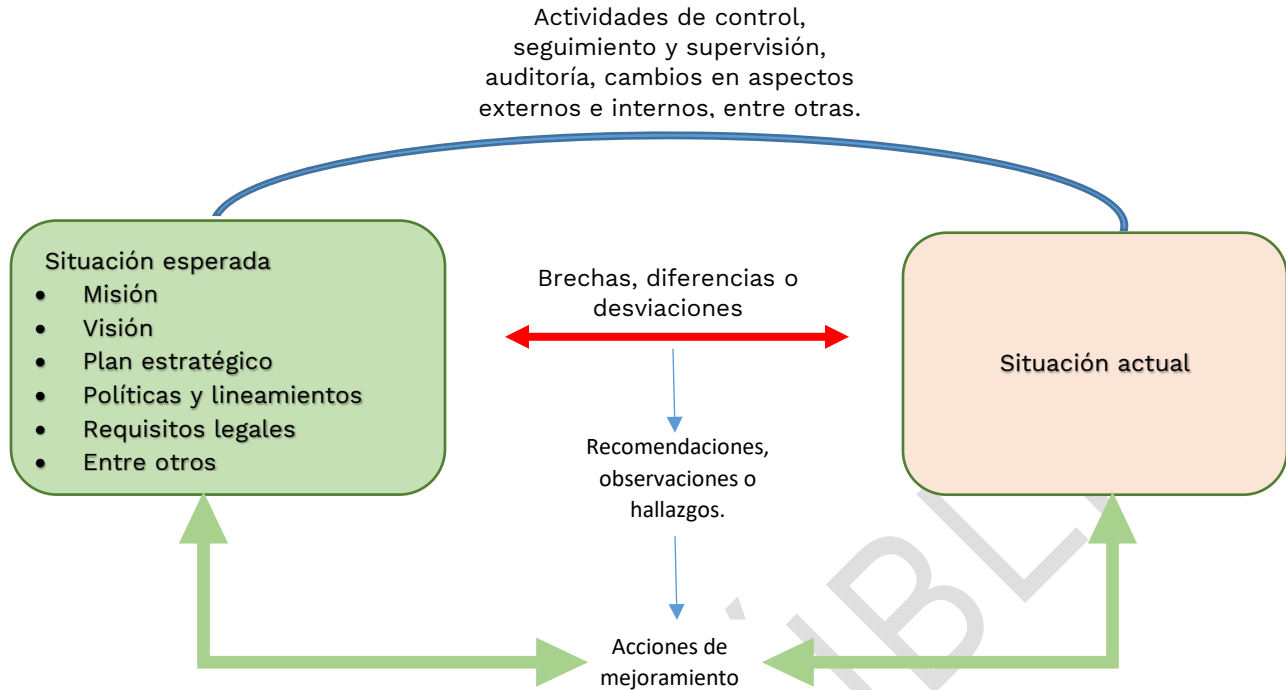 Actividades de control,
seguimiento y supervisión,
auditoría, cambios en aspectos
externos e internos, entre otras.
Situación esperada
• Misión
• Visión
• Plan estratégico
• Políticas y lineamientos
• Requisitos legales
• Entre otros
Brechas, diferencias o
desviaciones
Situación actual
Recomendaciones,
observaciones o
hallazgos.
Acciones de
mejoramiento